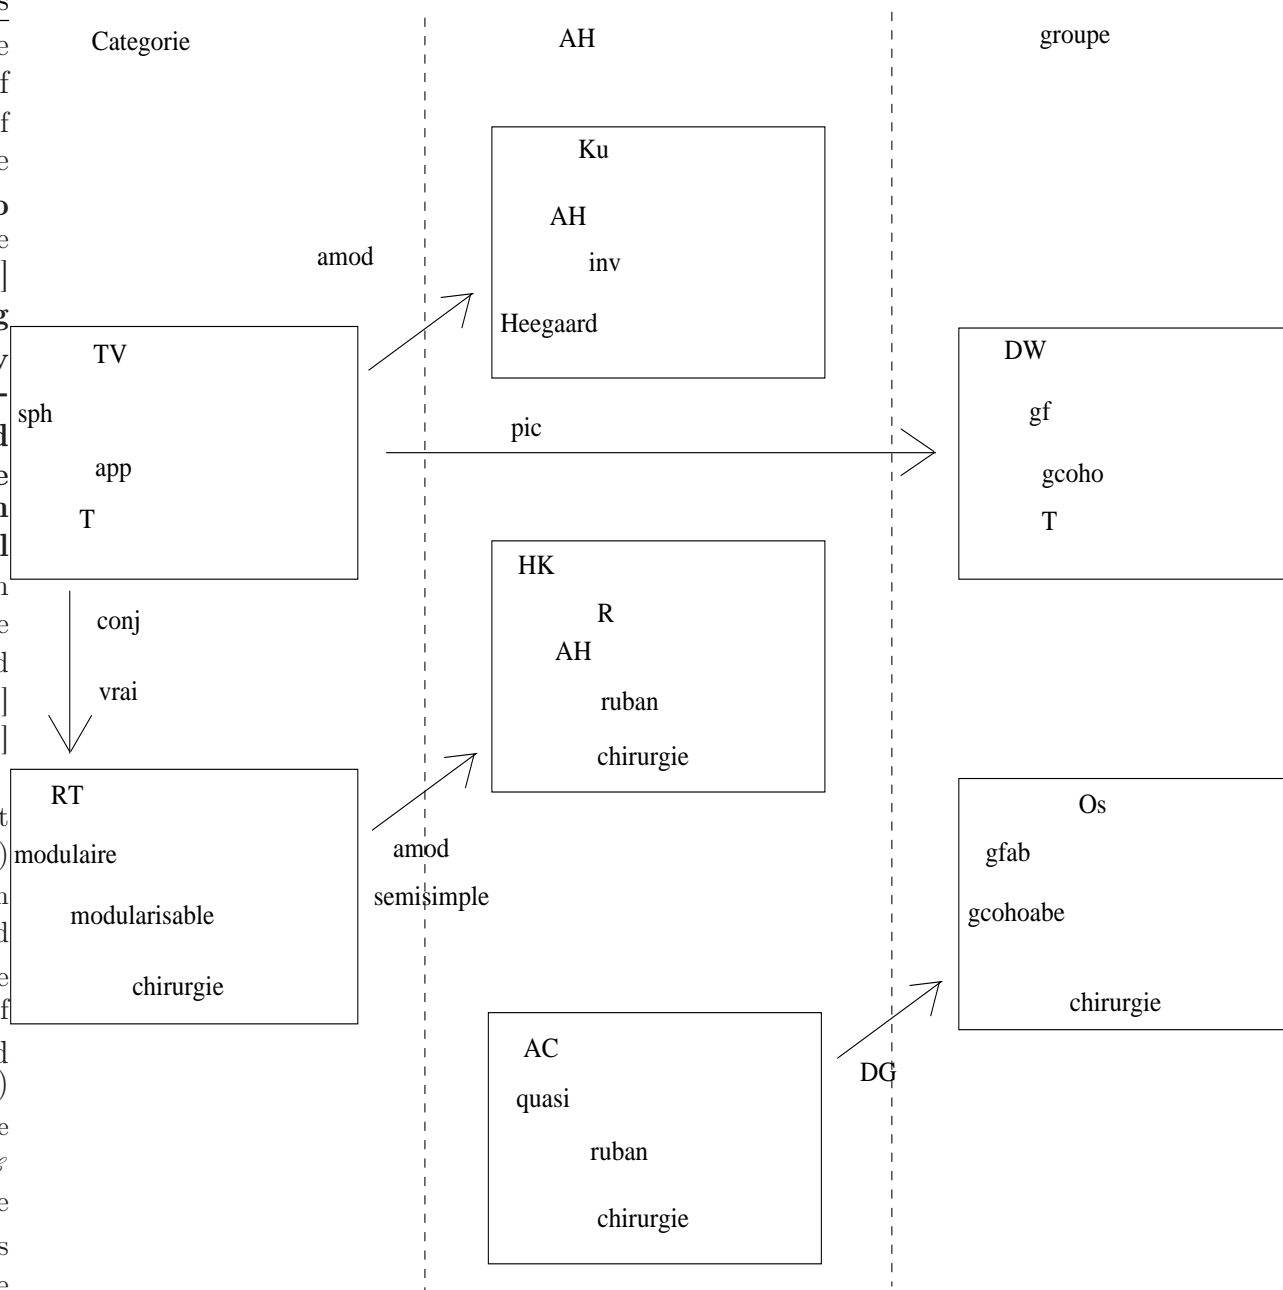 Categorie
AH
groupe
Ku
AH
inv
Heegaard
amod
TV
sph
app
T
pic
DW
gf
gcoho
T
conj
vrai
HK
R
AH
ruban
chirurgie
RT
modulaire
modularisable
chirurgie
amod
semisimple
Os
gfab
gcohoabe
chirurgie
AC
quasi
ruban
chirurgie
DG